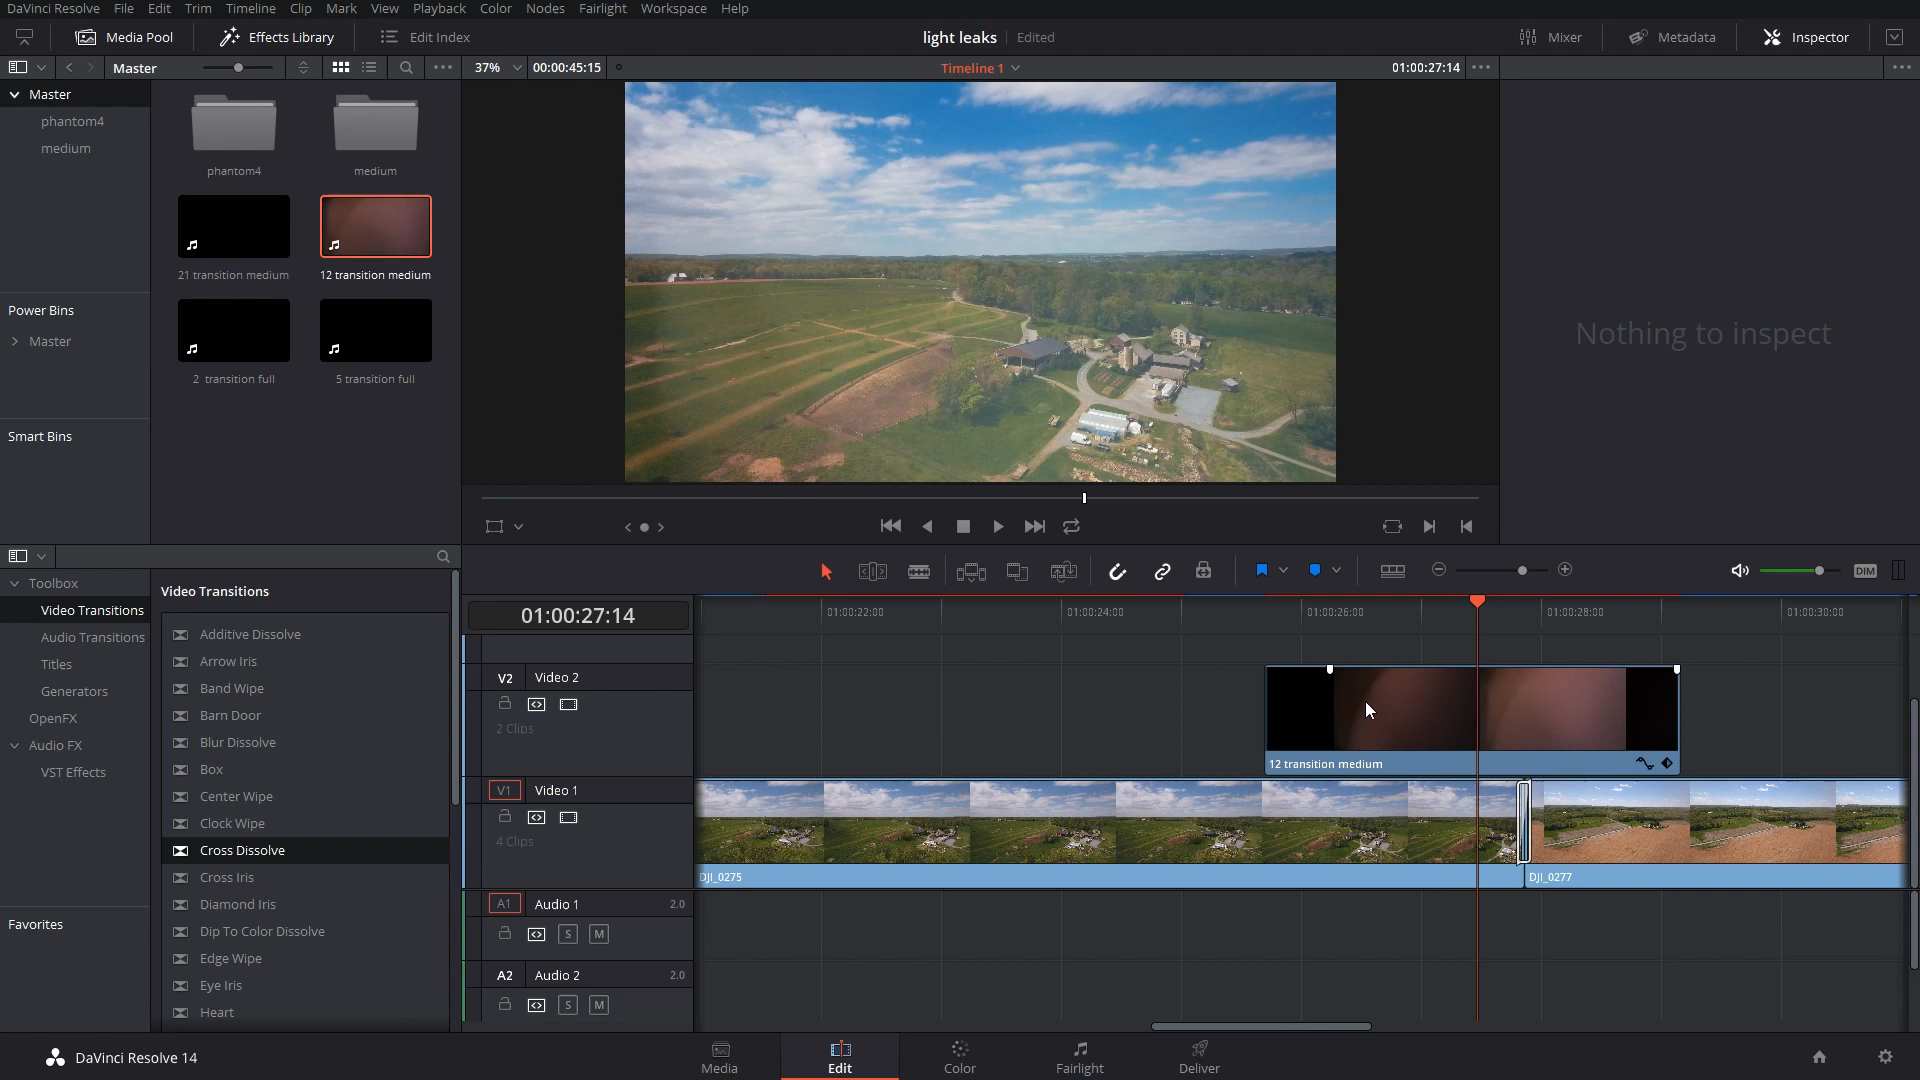 DaVinci Resolve File Edit Trim Timeline Clip Mark View Playback Color Nodes Fairlight Workspace Help
Media Pool Effects Library Edit Index light leaks Edited Mixer Metadata Inspector
Master 37% 00:00:45:15 Timeline 1 01:00:27:14
Master
phantom4
medium
Power Bins
Master
Smart Bins
phantom4 medium
21 transition medium 12 transition medium
2 transition full 5 transition full
Nothing to inspect
Toolbox
Video Transitions
Audio Transitions
Titles
Generators
OpenFX
Audio FX
VST Effects
Favorites
Video Transitions
Additive Dissolve
Arrow Iris
Band Wipe
Barn Door
Blur Dissolve
Box
Center Wipe
Clock Wipe
Cross Dissolve
Cross Iris
Diamond Iris
Dip To Color Dissolve
Edge Wipe
Eye Iris
Heart
DIM
01:00:27:14 01:00:22:00 01:00:24:00 01:00:26:00 01:00:28:00 01:00:30:00
V2 Video 2
2 Clips
12 transition medium
V1 Video 1
4 Clips
DJI_0275 DJI_0277
A1 Audio 1 2.0
S M
A2 Audio 2 2.0
S M
DaVinci Resolve 14 Media Edit Color Fairlight Deliver